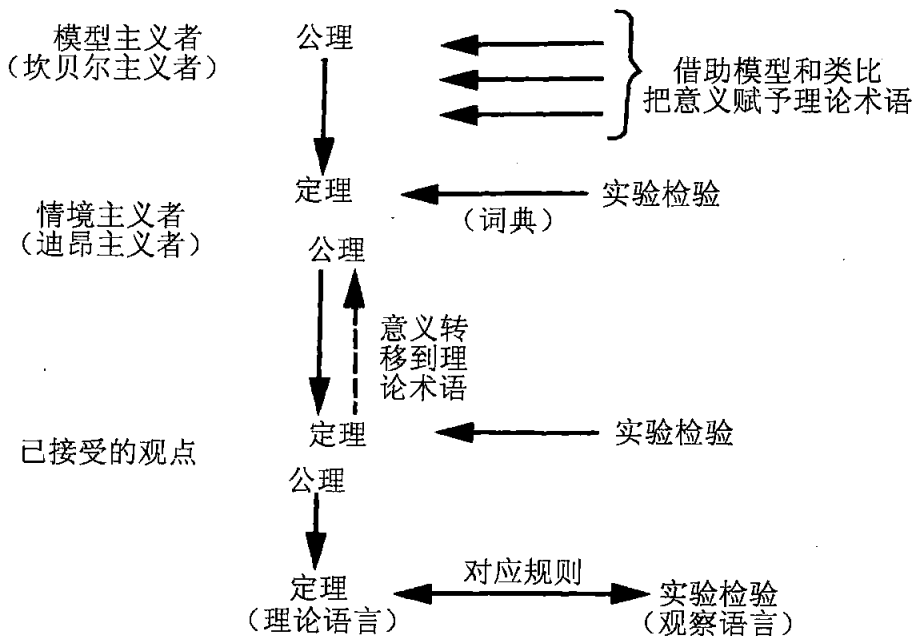 模型主义者
（坎贝尔主义者）
公理
借助模型和类比
把意义赋予理论术语
定理
实验检验
（词典）
情境主义者
（迪昂主义者）
公理
意义转
移到理
论术语
定理
实验检验
已接受的观点
公理
定理
（理论语言）
对应规则
实验检验
（观察语言）